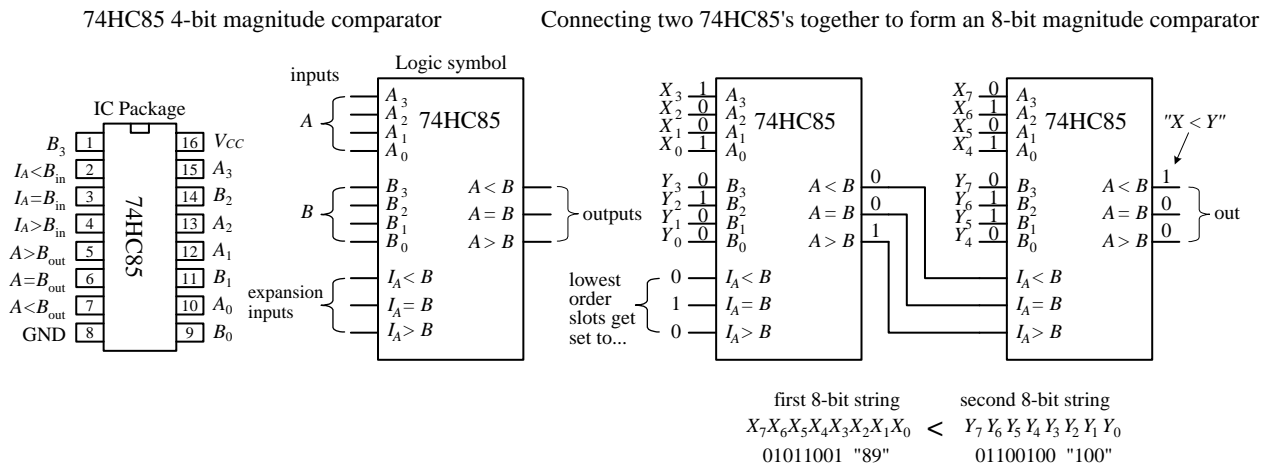 74HC85 4-bit magnitude comparator
IC Package
B3 1 16 VCC
IA<Bin 2 15 A3
IA=Bin 3 14 B2
IA>Bin 4 13 A2
A>Bout 5 12 A1
A=Bout 6 11 B1
A<Bout 7 10 A0
GND 8 9 B0
74HC85
Logic symbol
inputs
A
A3
A2
A1
A0
74HC85
B
B3
B2
B1
B0
A < B
A = B
A > B
outputs
expansion
inputs
IA < B
IA = B
IA > B
Connecting two 74HC85's together to form an 8-bit magnitude comparator
X3 1 A3
X2 0 A2
X1 0 A1
X0 1 A0
74HC85
Y3 0 B3
Y2 1 B2
Y1 0 B1
Y0 0 B0
A < B 0
A = B 0
A > B 1
lowest
order
slots get
set to...
0 IA < B
1 IA = B
0 IA > B
X7 0 A3
X6 1 A2
X5 0 A1
X4 1 A0
74HC85
Y7 0 B3
Y6 1 B2
Y5 1 B1
Y4 0 B0
"X < Y"
A < B 1
A = B 0
A > B 0
out
IA < B
IA = B
IA > B
first 8-bit string second 8-bit string
X7X6X5X4X3X2X1X0 < Y7Y6Y5Y4Y3Y2Y1Y0
01011001 "89" 01100100 "100"